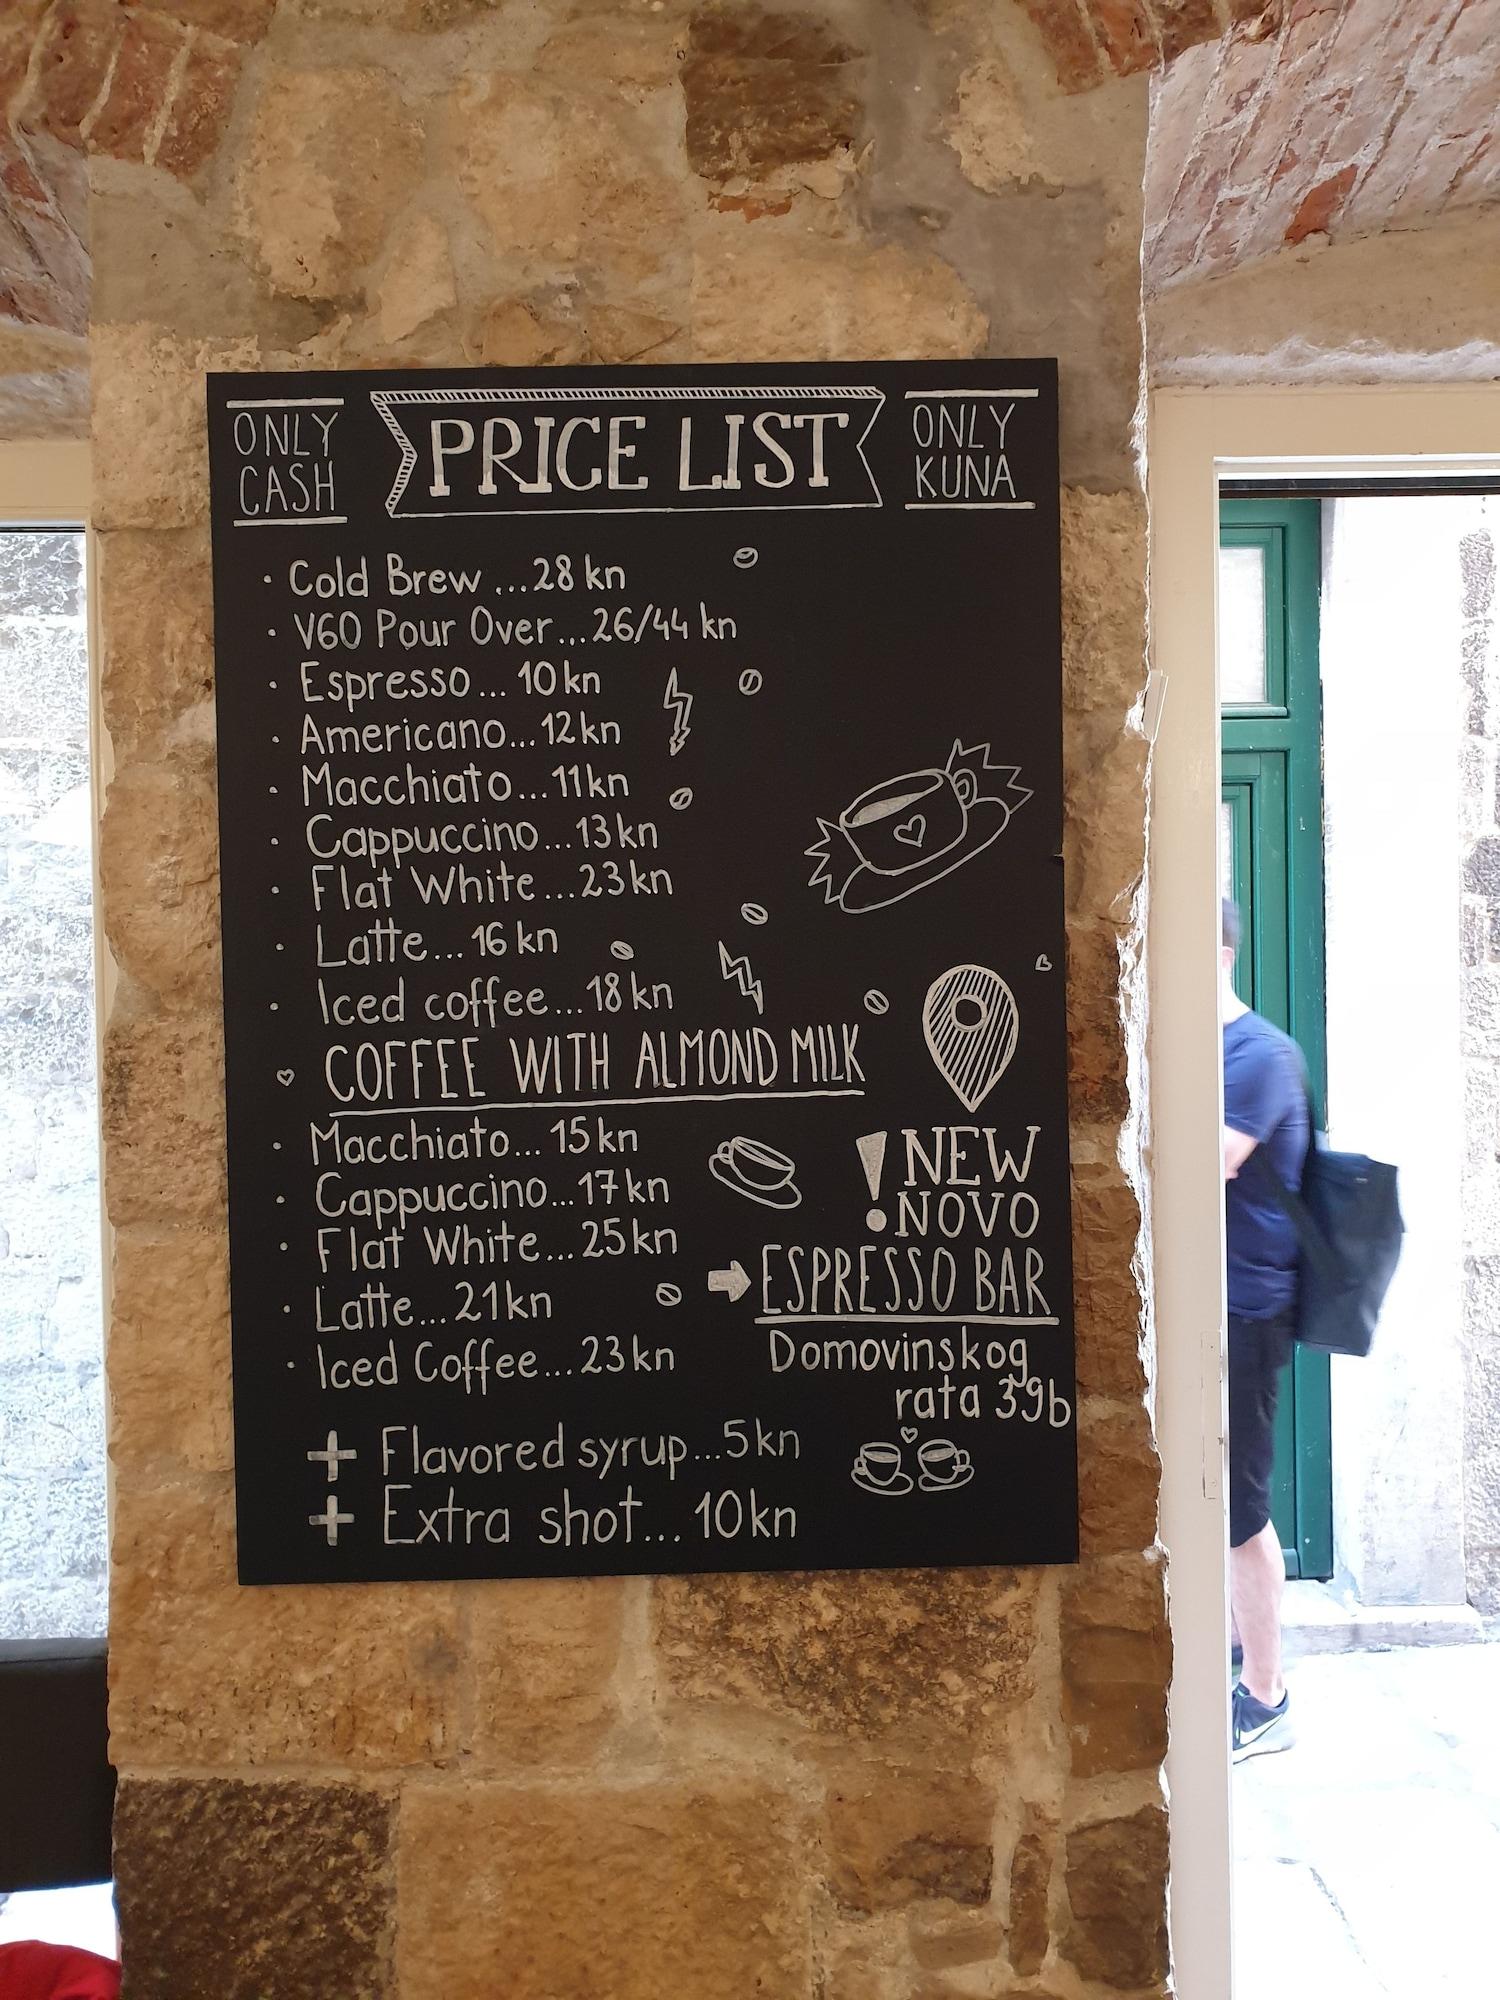 ONLY CASH
PRICE LIST
ONLY KUNA
· Cold Brew ...28 kn
· V60 Pour Over...26/44 kn
· Espresso... 10kn
· Americano...12kn
· Macchiato...11kn
· Cappuccino...13kn
· Flat White...23kn
· Latte...16 kn
· Iced coffee...18kn
COFFEE WITH ALMOND MILK
· Macchiato...15kn
· Cappuccino...17kn
· Flat White...25kn
· Latte...21kn
· Iced Coffee...23kn
+ Flavored syrup...5kn
+ Extra shot...10kn
! NEW
NOVO
ESPRESSO BAR
Domovinskog
rata 39b